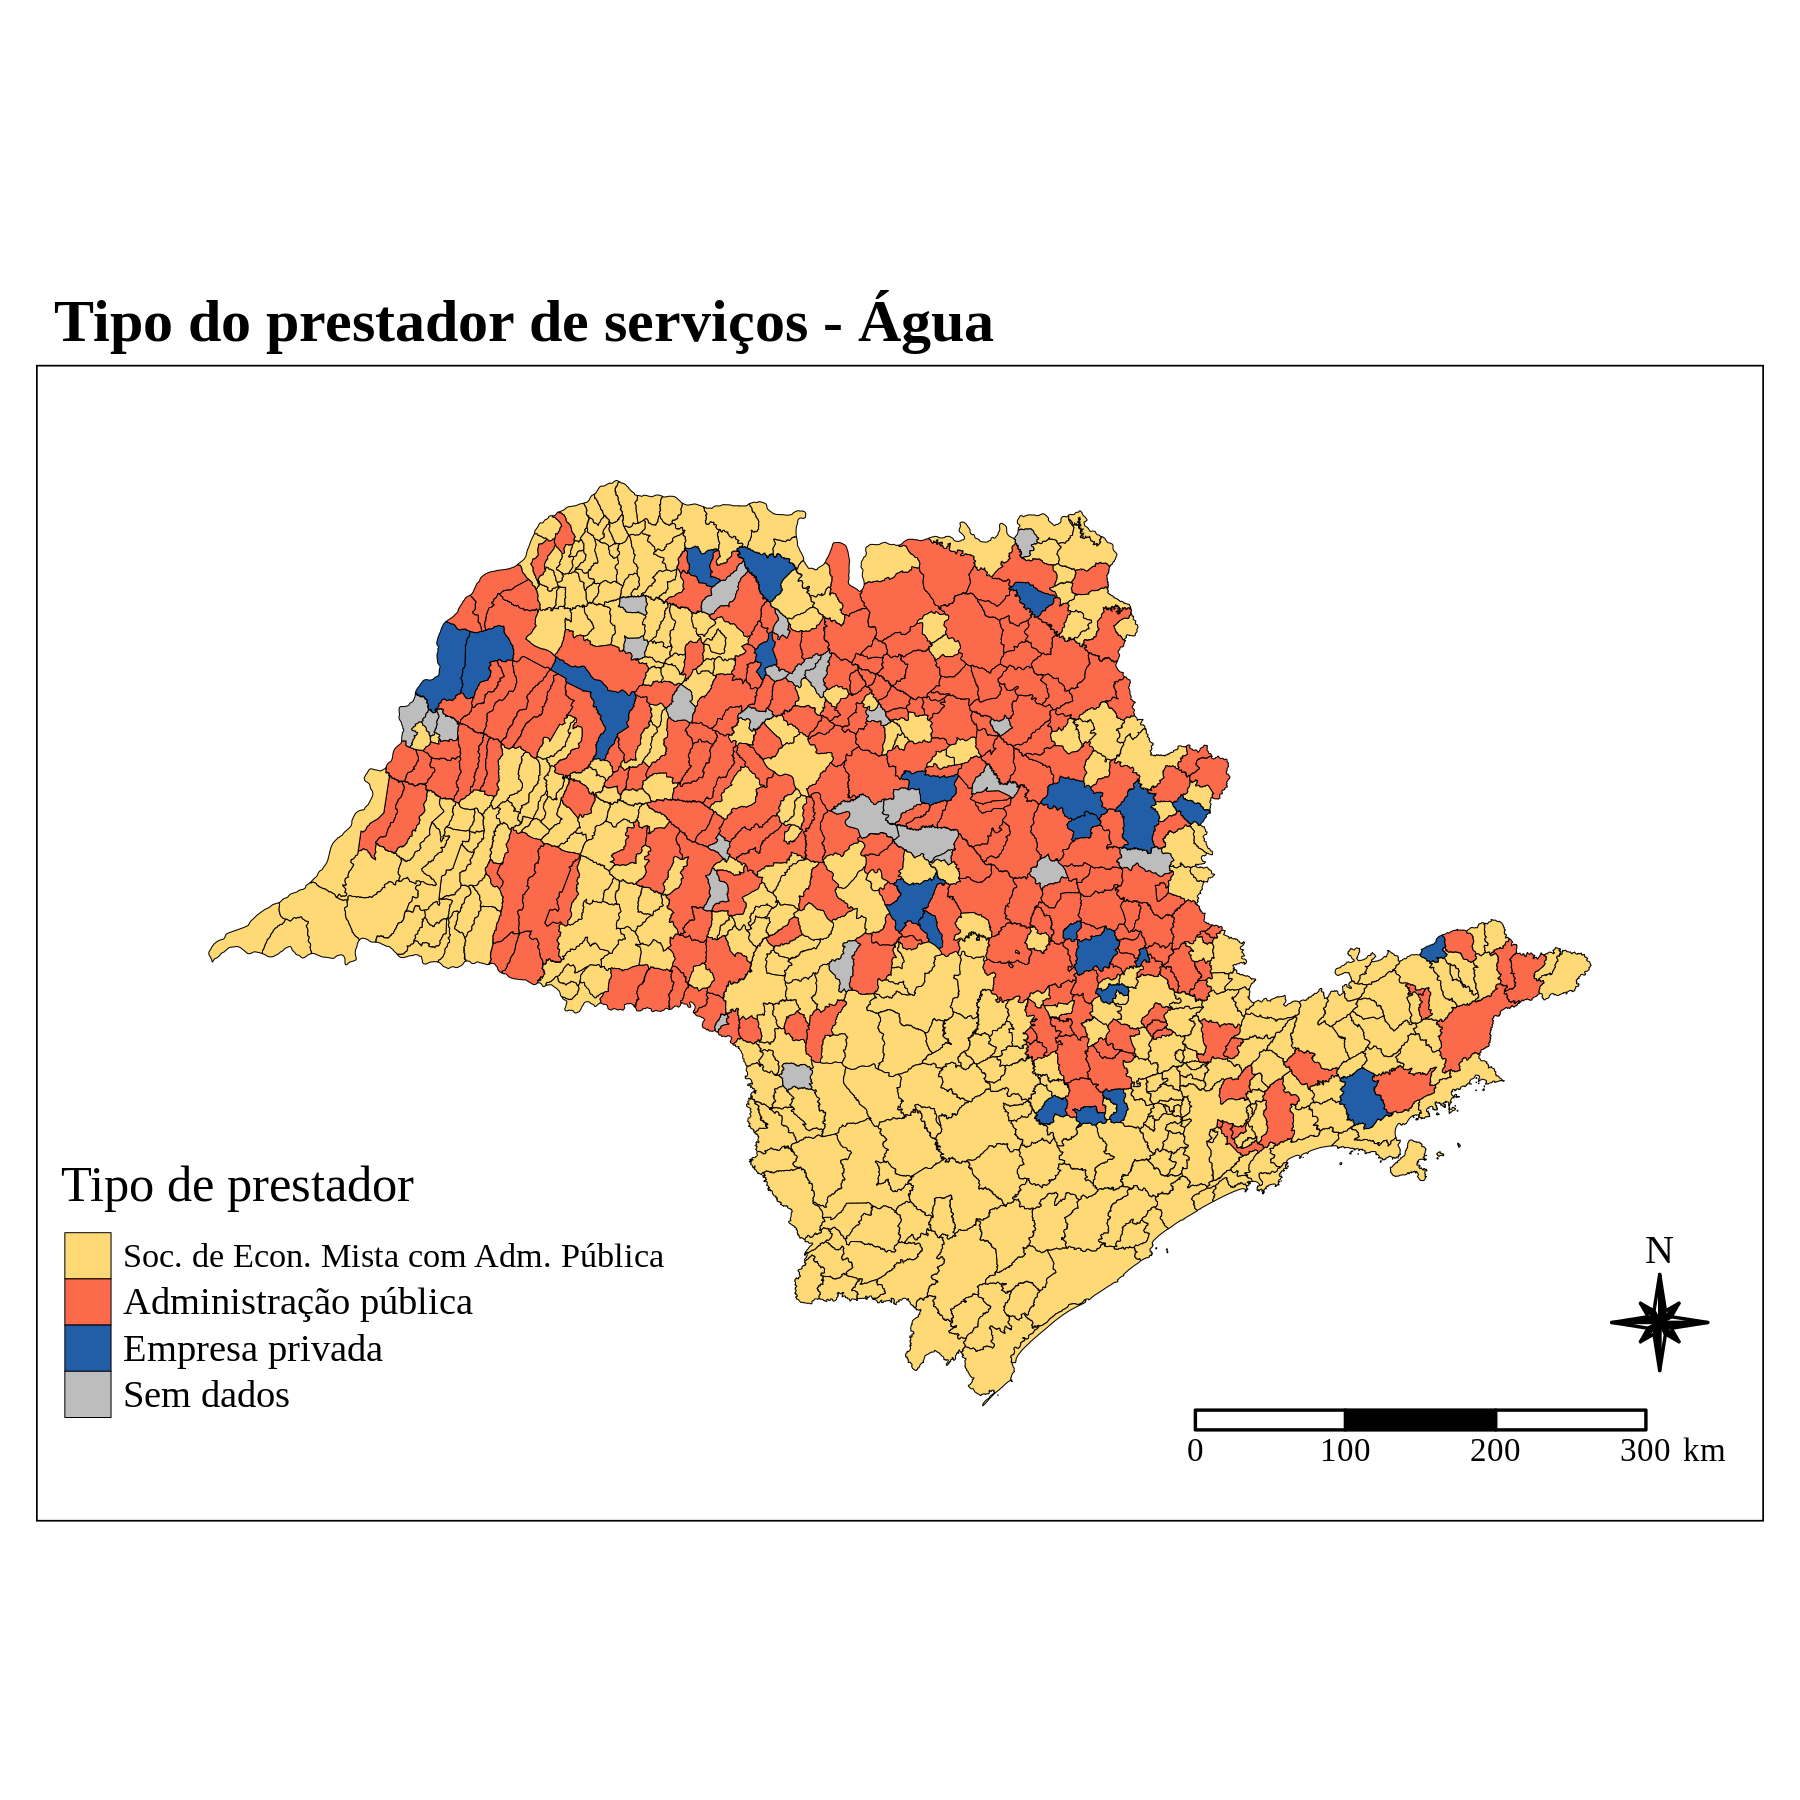 Tipo do prestador de serviços - Água
Tipo de prestador
Soc. de Econ. Mista com Adm. Pública
Administração pública
Empresa privada
Sem dados
N
0 100 200 300 km